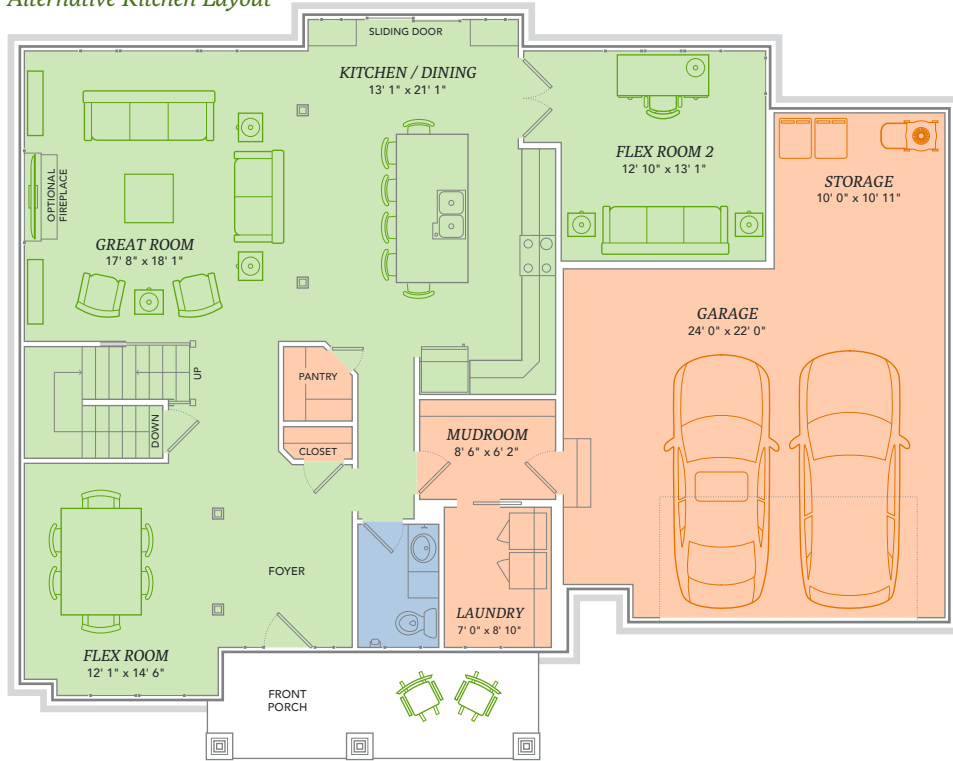 Alternative Kitchen Layout
SLIDING DOOR
KITCHEN / DINING
13' 1" x 21' 1"
FLEX ROOM 2
12' 10" x 13' 1"
STORAGE
10' 0" x 10' 11"
OPTIONAL
FIREPLACE
GREAT ROOM
17' 8" x 18' 1"
GARAGE
24' 0" x 22' 0"
UP
PANTRY
DOWN
CLOSET
MUDROOM
8' 6" x 6' 2"
FOYER
LAUNDRY
7' 0" x 8' 10"
FLEX ROOM
12' 1" x 14' 6"
FRONT
PORCH